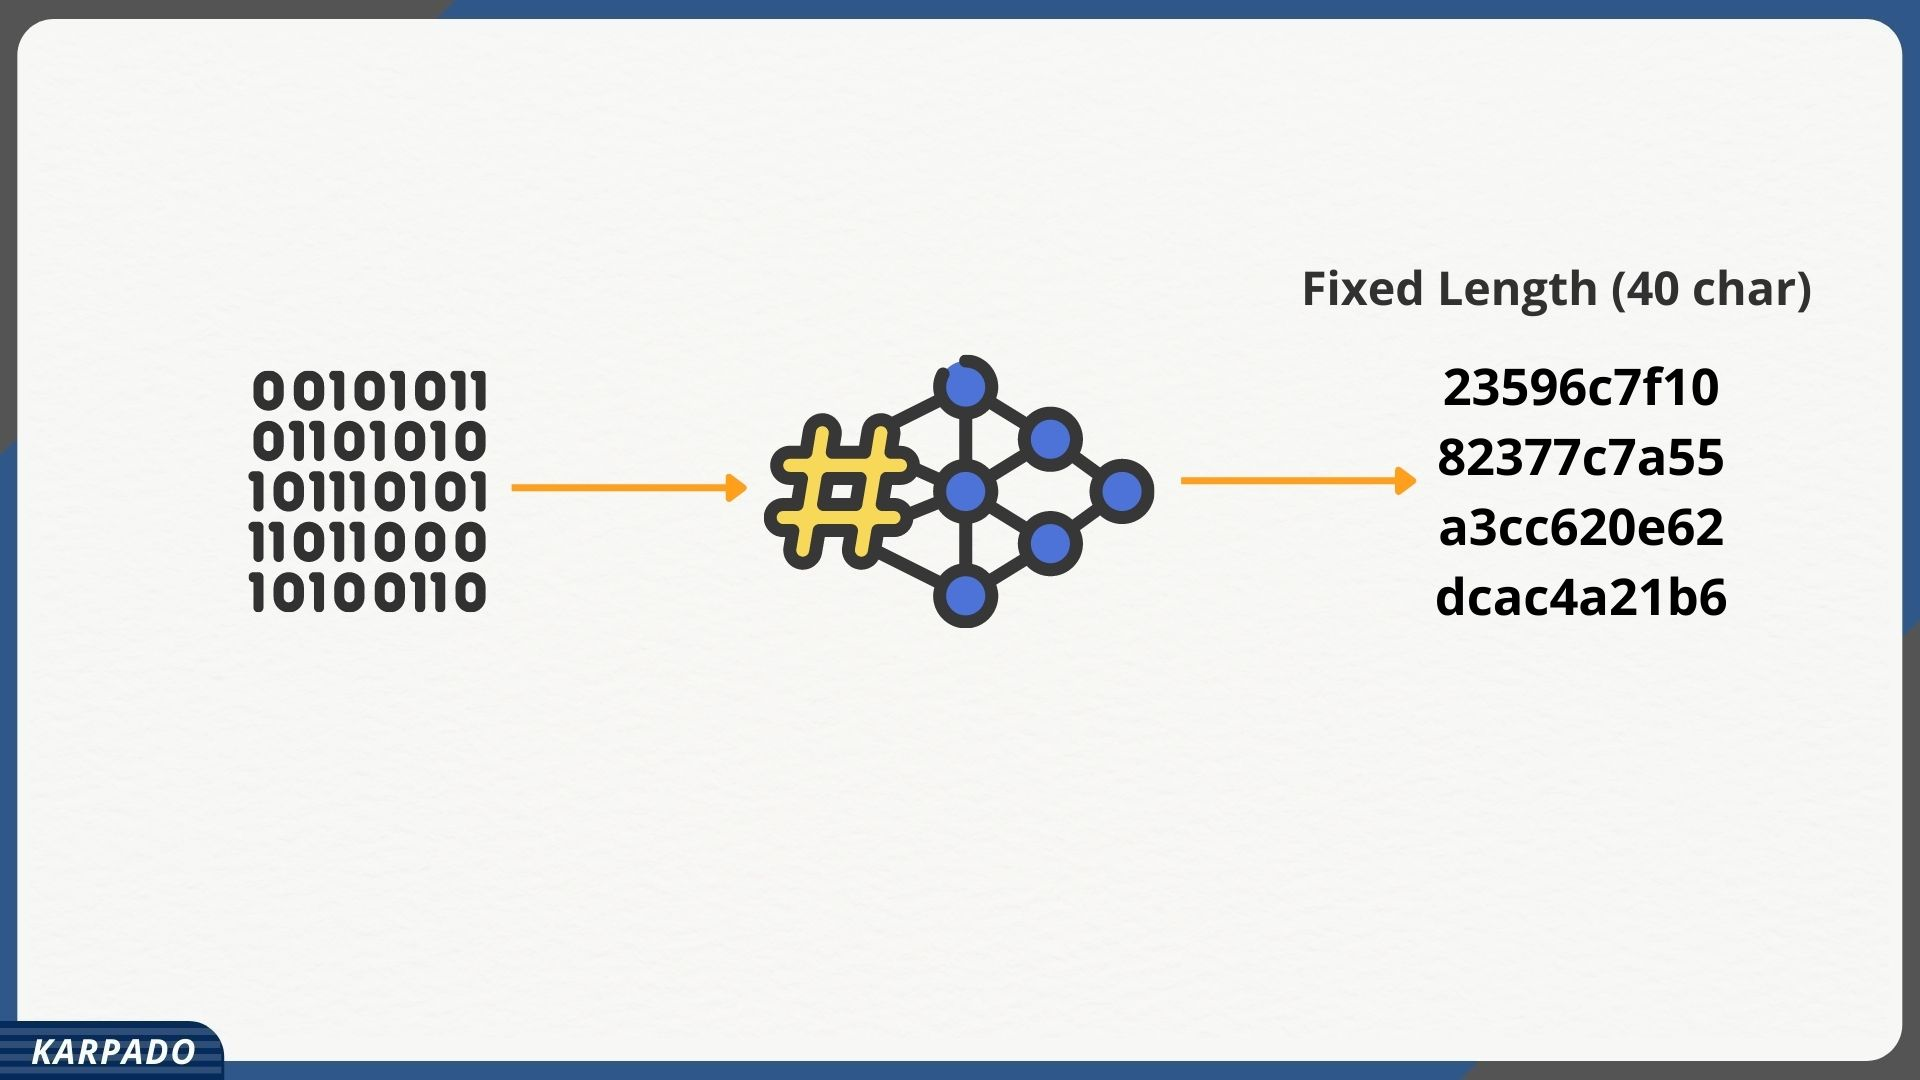 Fixed Length (40 char)
00101011
01101010
101110101
11011000
10100110
23596c7f10
82377c7a55
a3cc620e62
dcac4a21b6
#
KARPADO